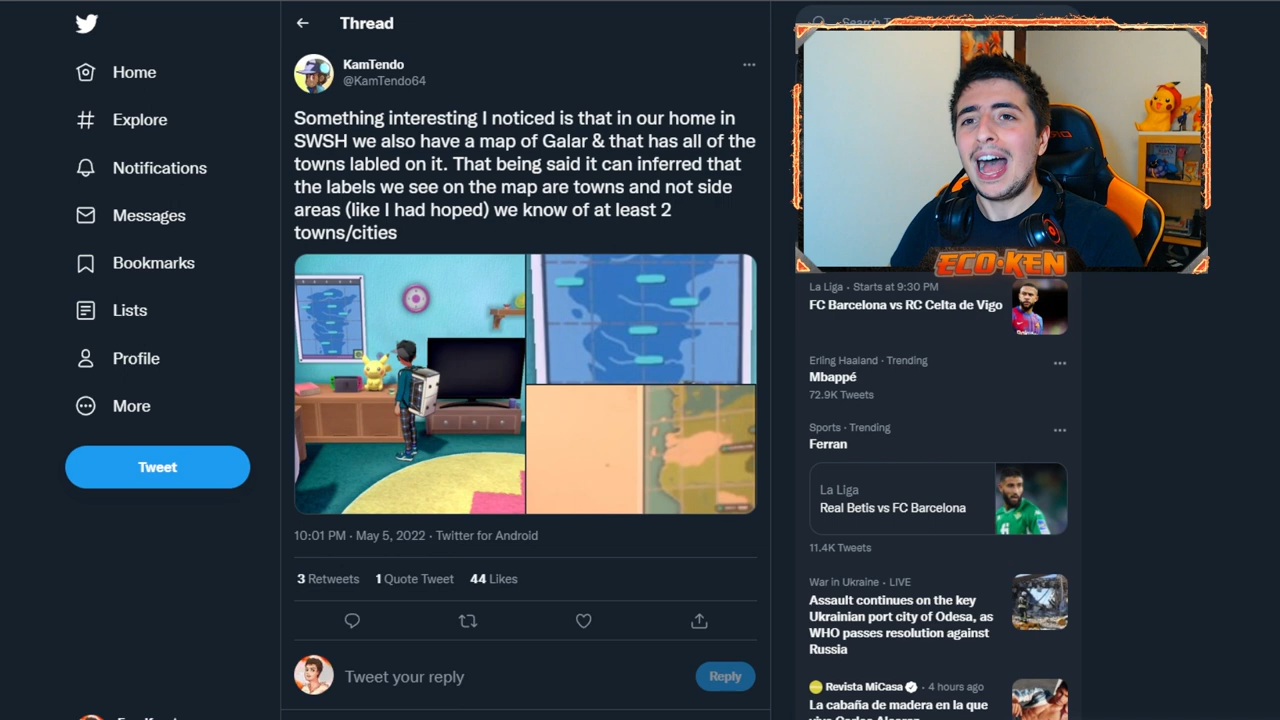 Home
Explore
Notifications
Messages
Bookmarks
Lists
Profile
More
Tweet
Thread
KamTendo
@KamTendo64
Something interesting I noticed is that in our home in
SWSH we also have a map of Galar & that has all of the
towns labled on it. That being said it can inferred that
the labels we see on the map are towns and not side
areas (like I had hoped) we know of at least 2
towns/cities
10:01 PM · May 5, 2022 · Twitter for Android
3 Retweets 1 Quote Tweet 44 Likes
Tweet your reply
Reply
Search T
ECO-KEN
La Liga · Starts at 9:30 PM
FC Barcelona vs RC Celta de Vigo
Erling Haaland · Trending
Mbappé
72.9K Tweets
Sports · Trending
Ferran
La Liga
Real Betis vs FC Barcelona
11.4K Tweets
War in Ukraine · LIVE
Assault continues on the key
Ukrainian port city of Odesa, as
WHO passes resolution against
Russia
Revista MiCasa · 4 hours ago
La cabaña de madera en la que